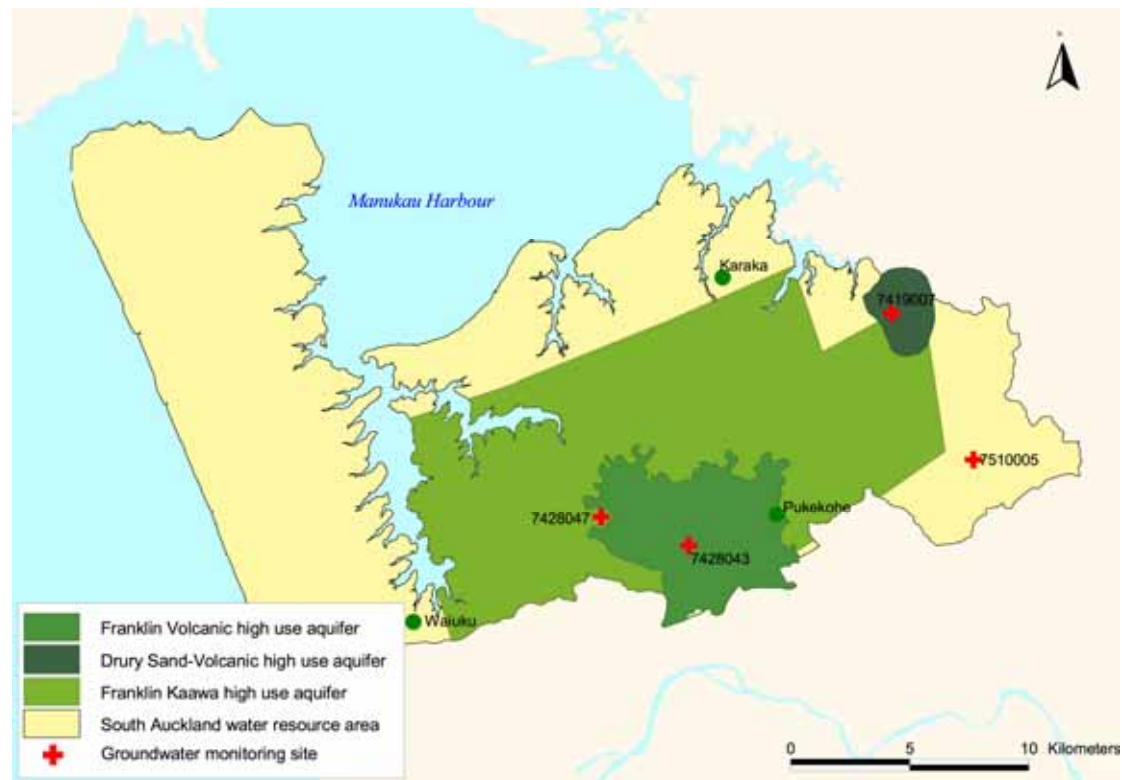 Manukau Harbour
Karaka
7419007
7510005
7428047
Pukekohe
7428043
Waiuku
Franklin Volcanic high use aquifer
Drury Sand-Volcanic high use aquifer
Franklin Kaawa high use aquifer
South Auckland water resource area
Groundwater monitoring site
0 5 10 Kilometers